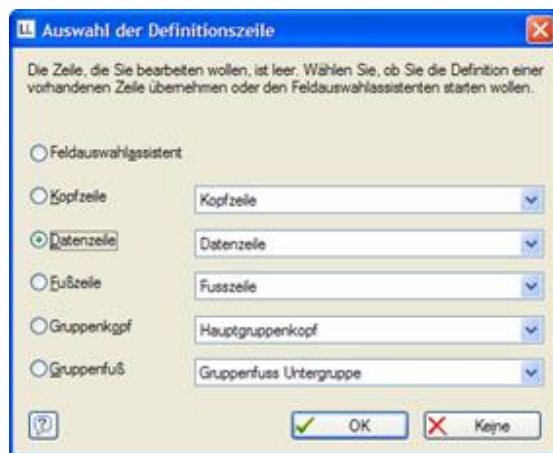 LL Auswahl der Definitionszeile
Die Zeile, die Sie bearbeiten wollen, ist leer. Wählen Sie, ob Sie die Definition einer
vorhandenen Zeile übernehmen oder den Feldauswahlassistenten starten wollen.
Feldauswahlassistent
Kopfzeile Kopfzeile
Datenzeile Datenzeile
Fußzeile Fusszeile
Gruppenkopf Hauptgruppenkopf
Gruppenfuß Gruppenfuss Untergruppe
? OK Keine